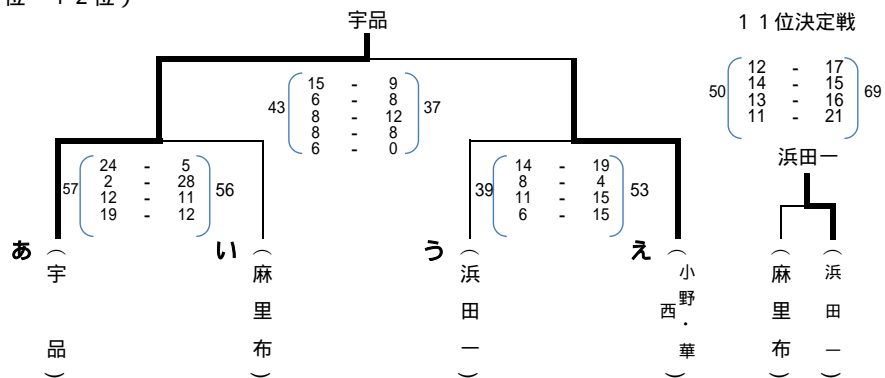 位 １２位）
宇品
１１位決定戦
43
15 - 9
6 - 8
8 - 12
8 - 8
6 - 0
37
50
12 - 17
14 - 15
13 - 16
11 - 21
69
浜田一
57
24 - 5
2 - 28
12 - 11
19 - 12
56
39
14 - 19
8 - 4
11 - 15
6 - 15
53
あ（宇品）
い（麻里布）
う（浜田一）
え（小野・華西）
（麻里布）
（浜田一）